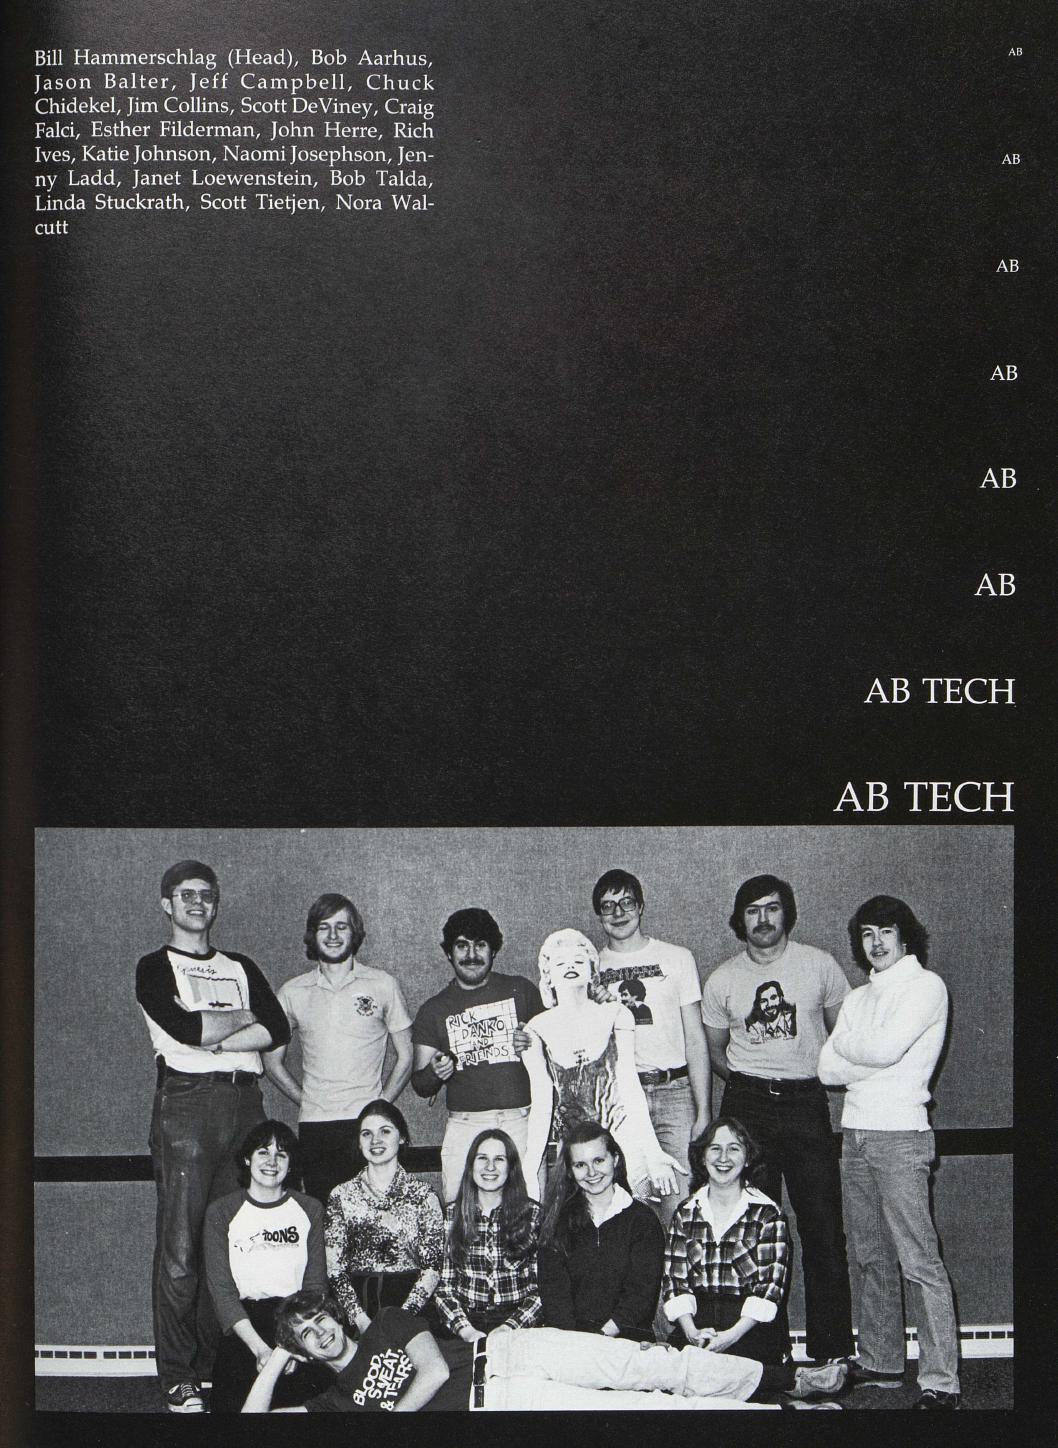 Bill Hammerschlag (Head), Bob Aarhus,
Jason Balter, Jeff Campbell, Chuck
Chidekel, Jim Collins, Scott DeViney, Craig
Falci, Esther Filderman, John Herre, Rich
Ives, Katie Johnson, Naomi Josephson, Jen-
ny Ladd, Janet Loewenstein, Bob Talda,
Linda Stuckrath, Scott Tietjen, Nora Wal-
cutt
AB
AB
AB
AB
AB
AB
AB TECH
AB TECH
Genesis
RICK
DANKO
AND
FRIENDS
TOONS
BLOOD,
SWEAT,
& TEARS